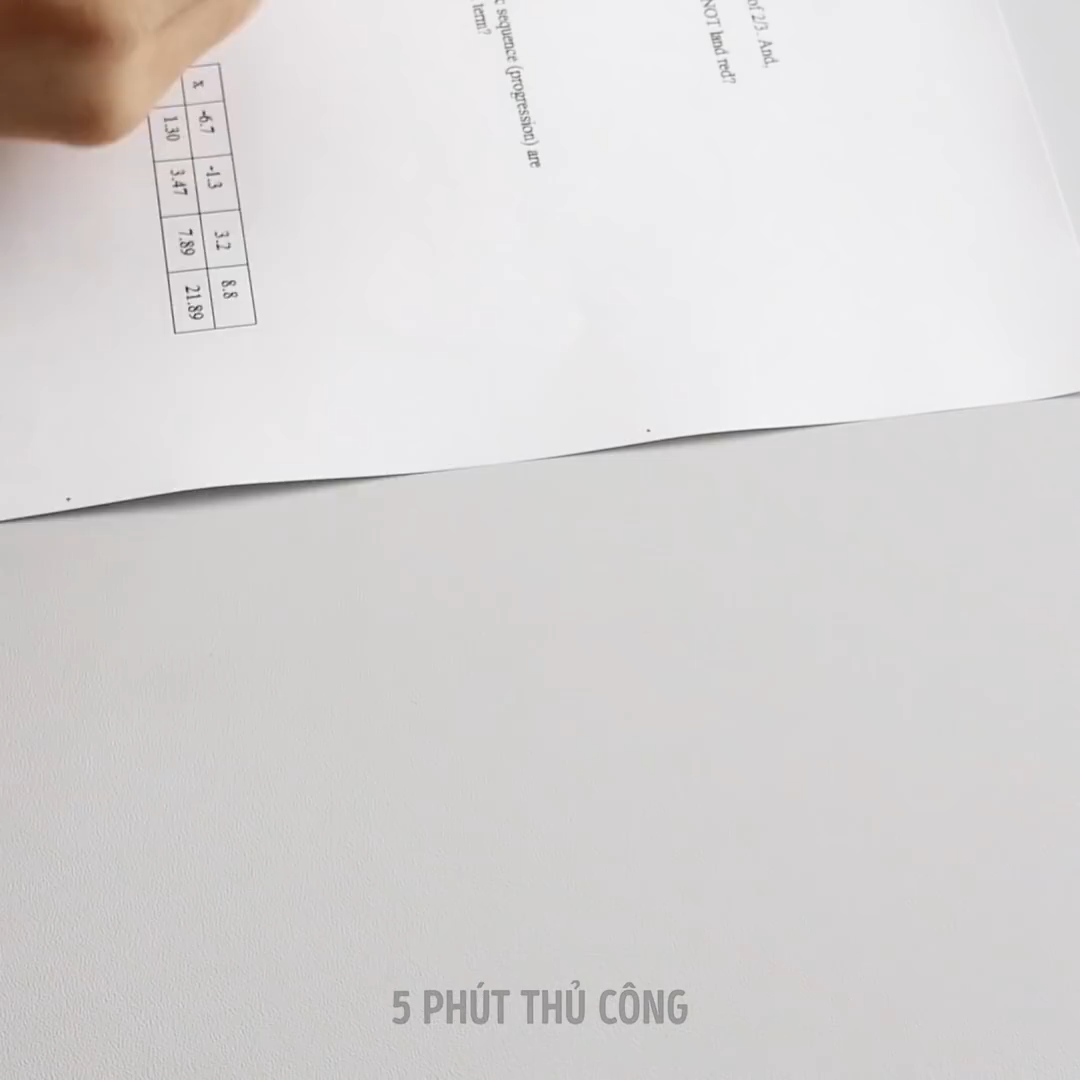 of 2/3. And,
NOT land red?
c sequence (progression) are
term?
x -6.7 -1.3 3.2 8.8
1.30 3.47 7.89 21.89
5 PHÚT THỦ CÔNG